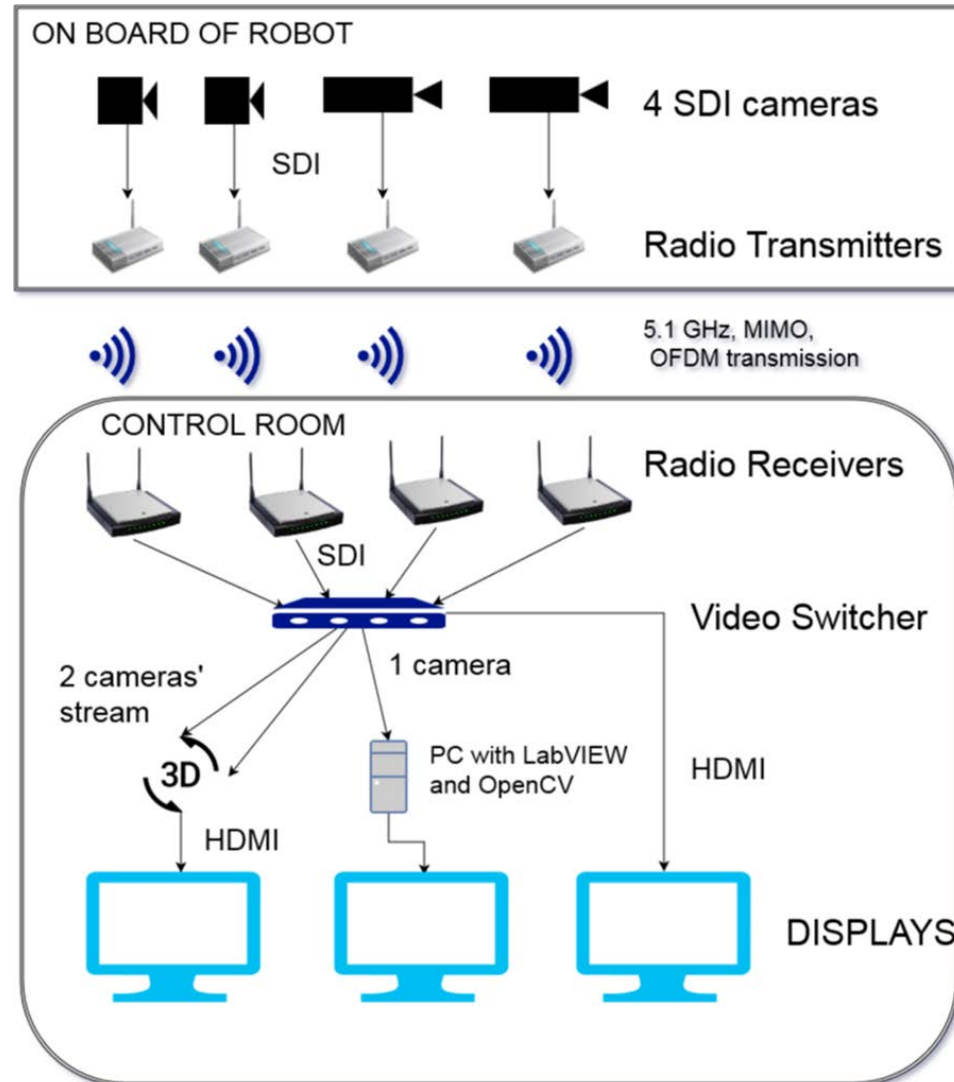 ON BOARD OF ROBOT
4 SDI cameras
SDI
Radio Transmitters
5.1 GHz, MIMO,
OFDM transmission
CONTROL ROOM
Radio Receivers
SDI
Video Switcher
2 cameras'
stream
1 camera
3D
PC with LabVIEW
and OpenCV
HDMI
HDMI
DISPLAYS